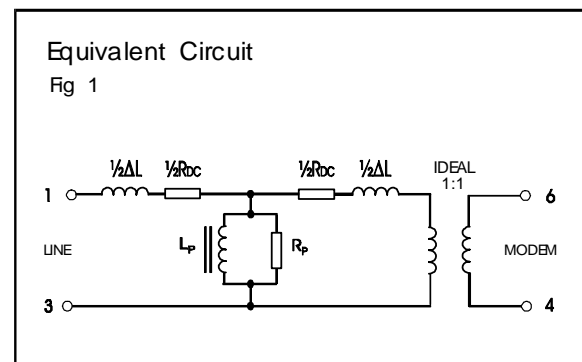 Equivalent Circuit
Fig 1
½ΔL ½RDC ½RDC ½ΔL IDEAL
1:1
1 6
LINE LP RP MODEM
3 4